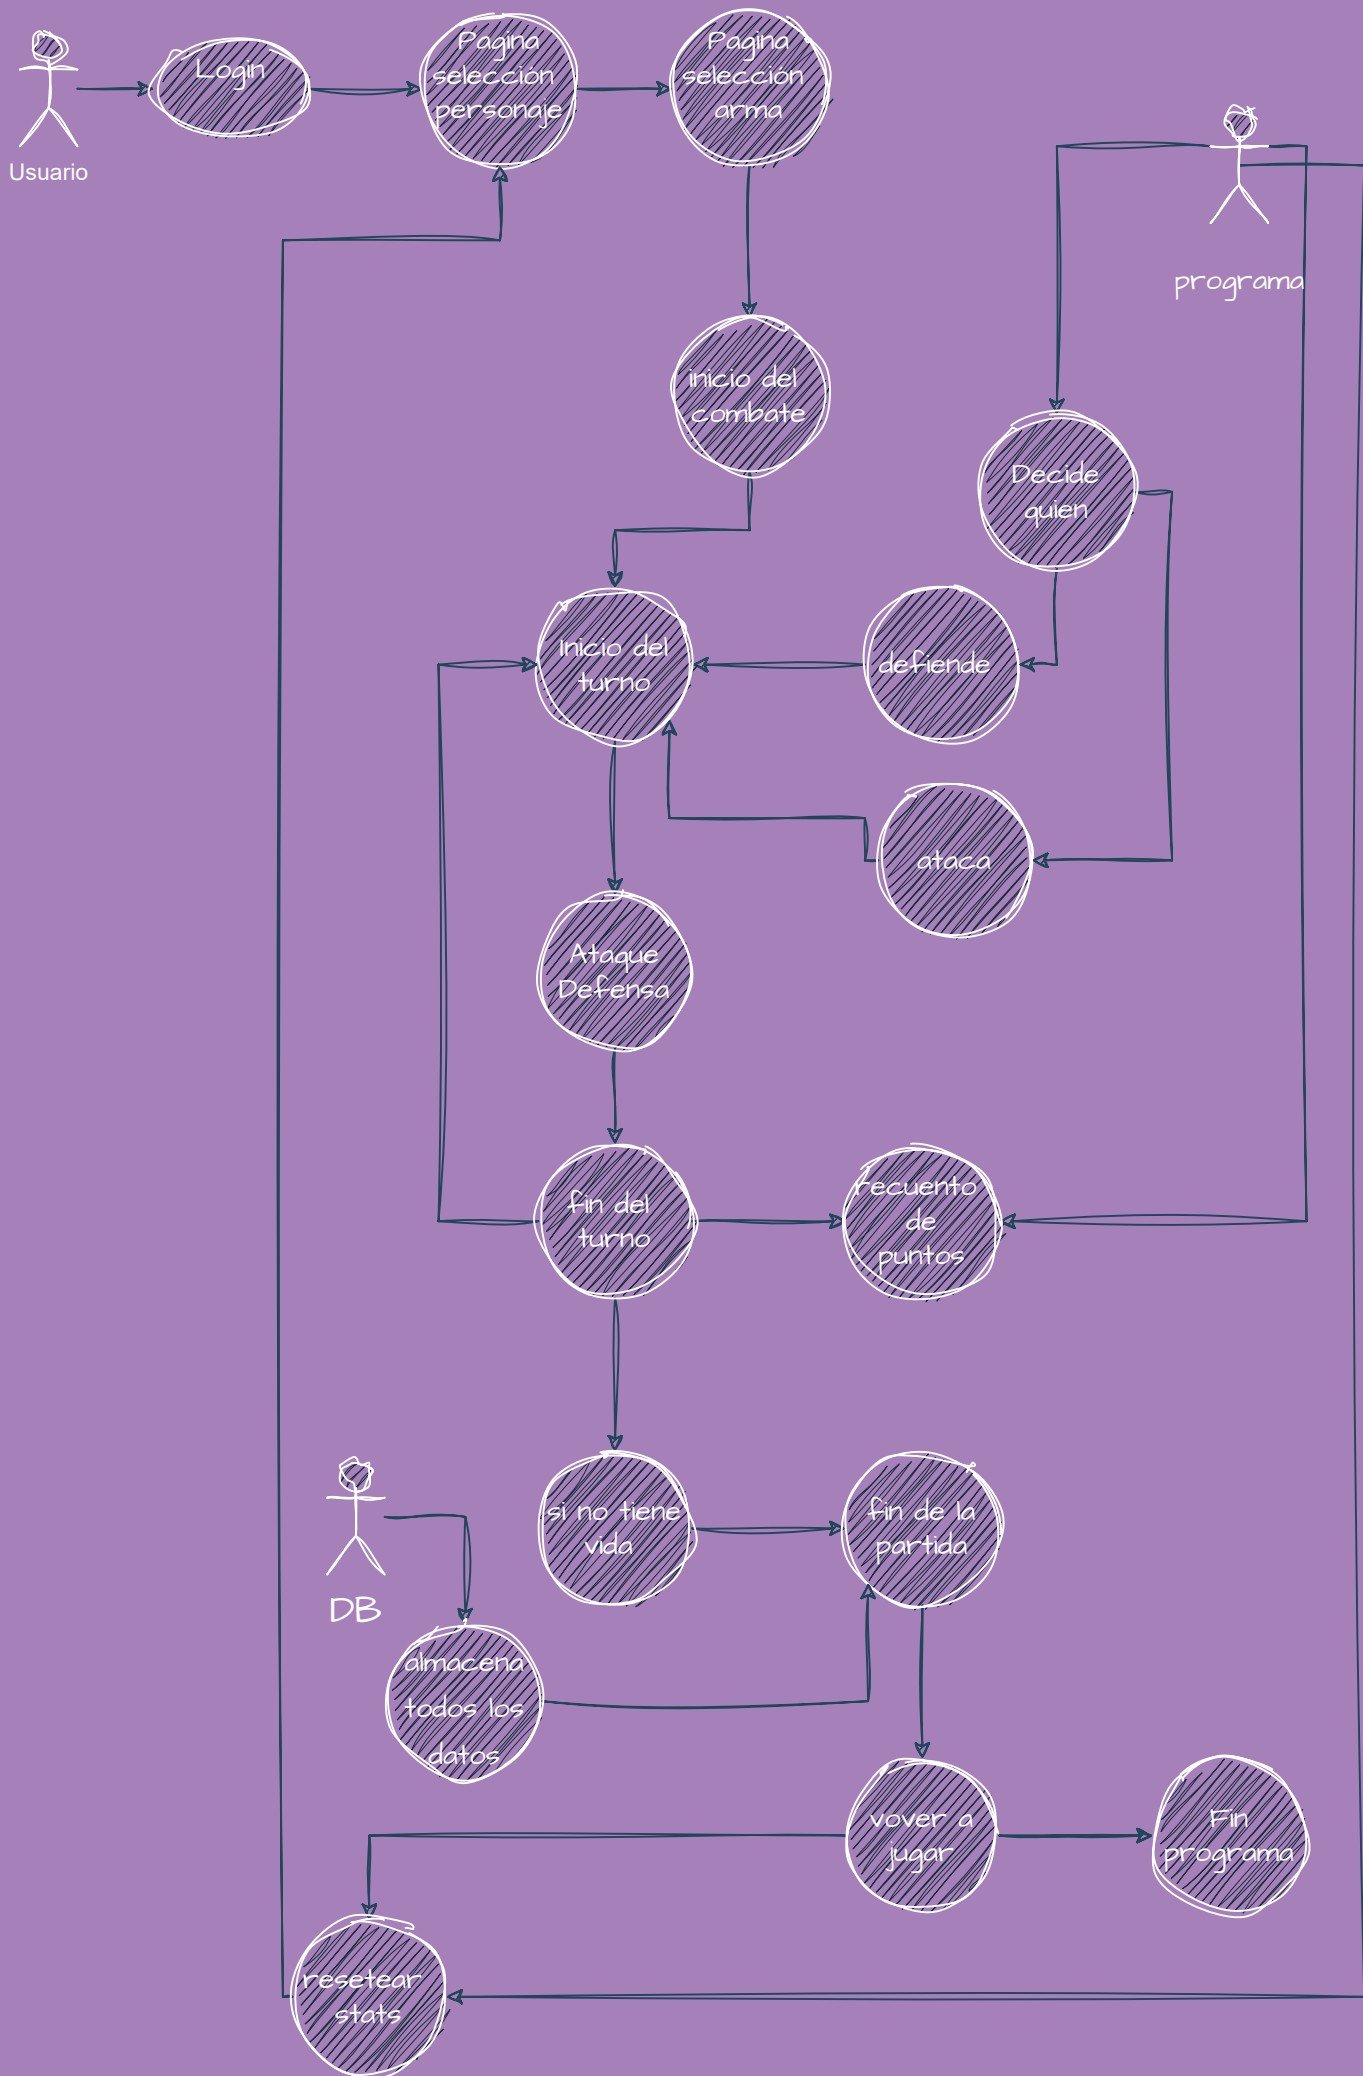 Login
Usuario
Pagina
selección
personaje
Pagina
selección
arma
programa
inicio del
combate
Decide
quien
Inicio del
turno
defiende
ataca
Ataque
Defensa
fin del
turno
recuento
de
puntos
si no tiene
vida
fin de la
partida
DB
almacena
todos los
datos
vover a
jugar
Fin
programa
resetear
stats